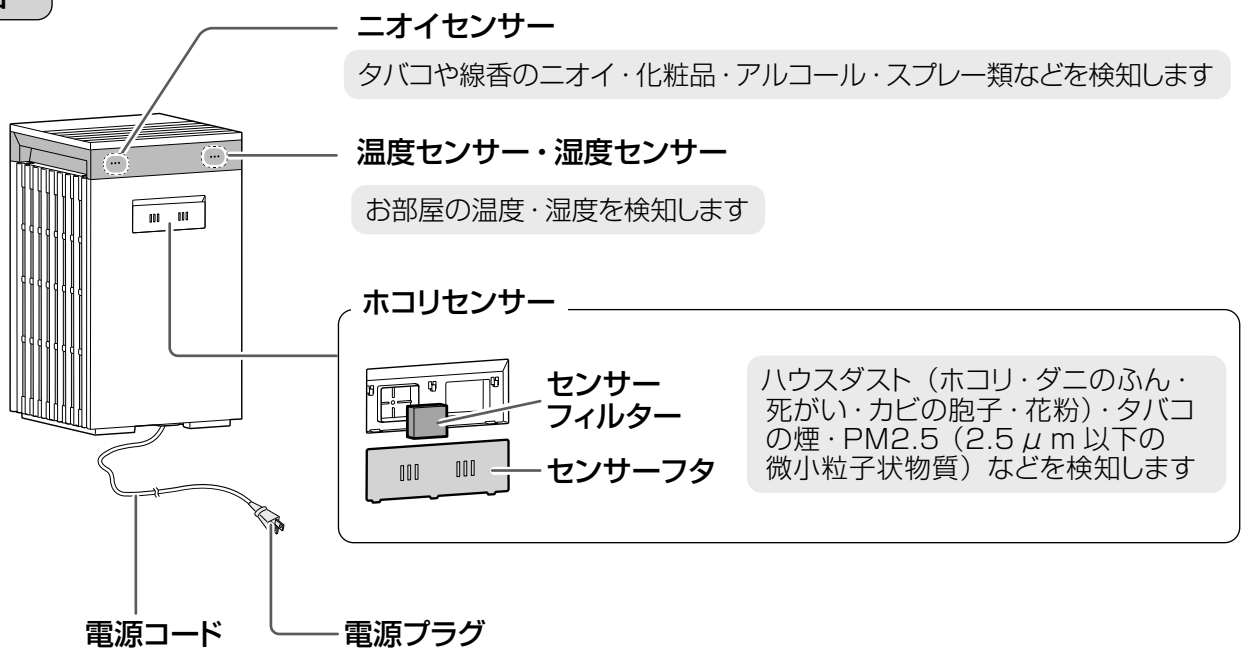 ニオイセンサー
タバコや線香のニオイ・化粧品・アルコール・スプレー類などを検知します
温度センサー・湿度センサー
お部屋の温度・湿度を検知します
ホコリセンサー
センサー
フィルター
センサーフタ
ハウスダスト（ホコリ・ダニのふん・
死がい・カビの胞子・花粉）・タバコ
の煙・PM2.5（2.5μm以下の
微小粒子状物質）などを検知します
電源コード
電源プラグ